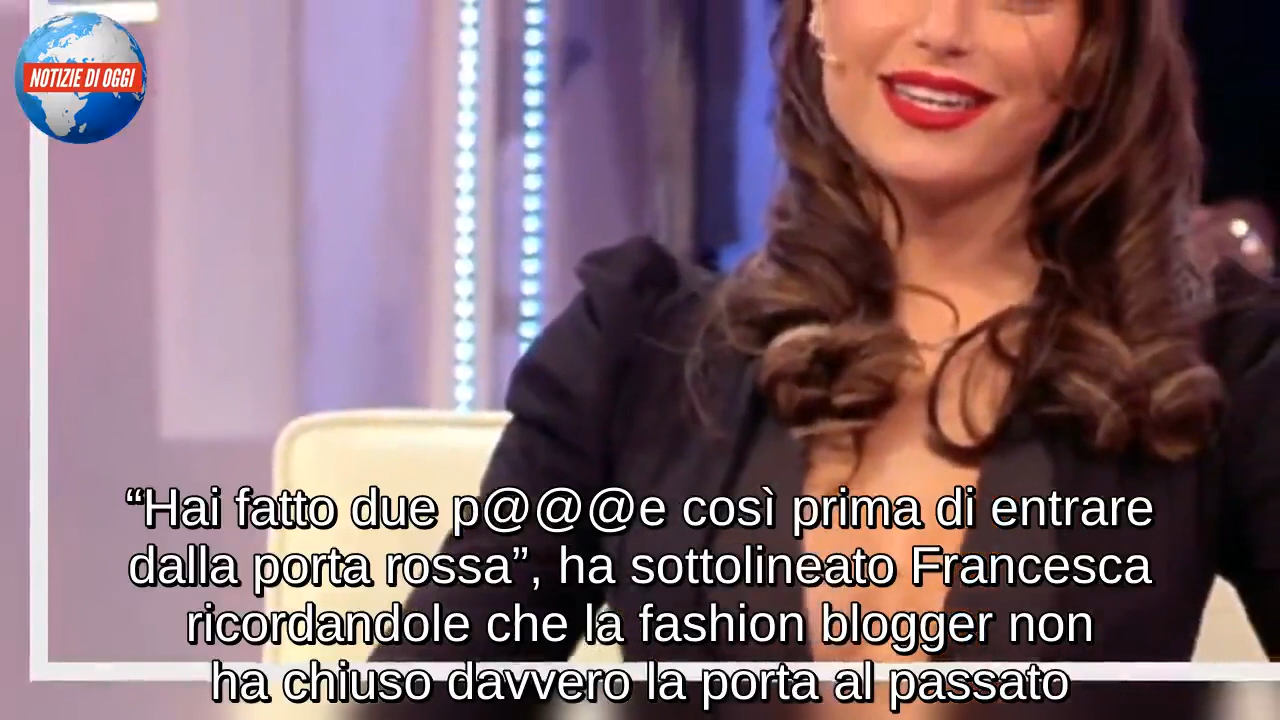 NOTIZIE DI OGGI
“Hai fatto due p@@@e così prima di entrare
dalla porta rossa”, ha sottolineato Francesca
ricordandole che la fashion blogger non
ha chiuso davvero la porta al passato